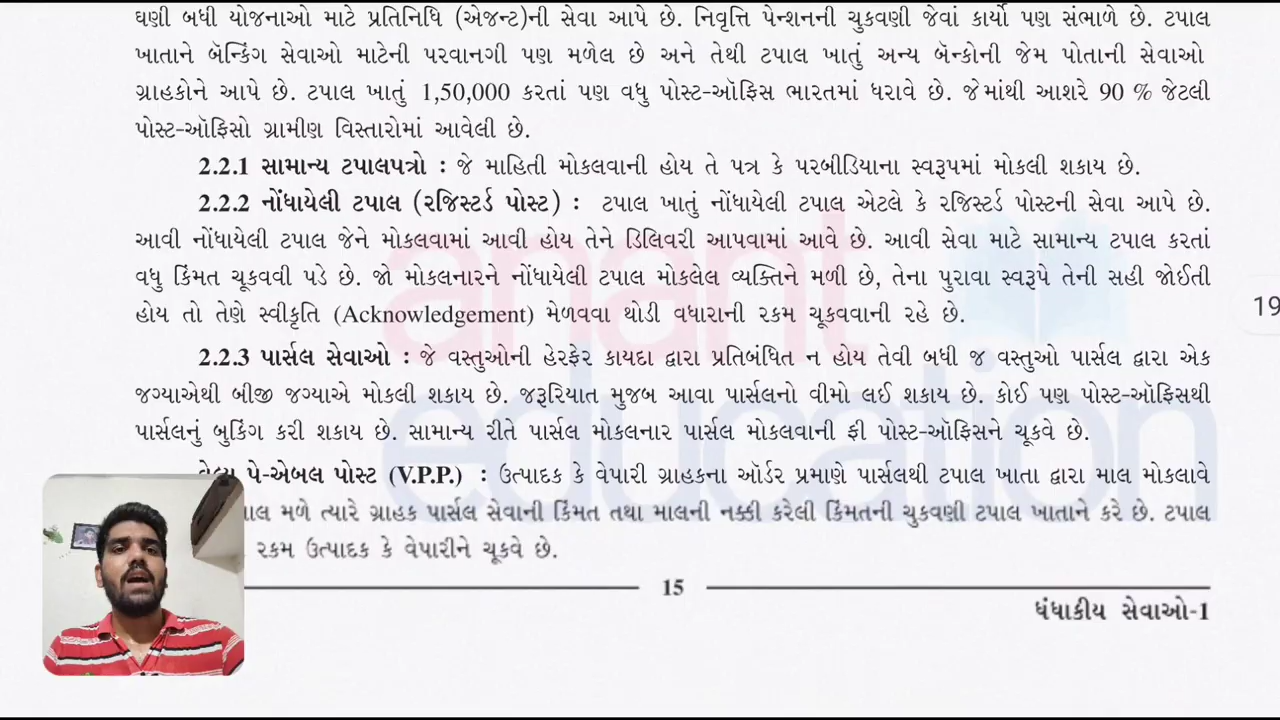 ઘણી બધી યોજનાઓ માટે પ્રતિનિધિ (એજન્ટ)ની સેવા આપે છે. નિવૃત્તિ પેન્શનની ચુકવણી જેવાં કાર્યો પણ સંભાળે છે. ટપાલ
ખાતાને બૅન્કિંગ સેવાઓ માટેની પરવાનગી પણ મળેલ છે અને તેથી ટપાલ ખાતું અન્ય બૅન્કોની જેમ પોતાની સેવાઓ
ગ્રાહકોને આપે છે. ટપાલ ખાતું 1,50,000 કરતાં પણ વધુ પોસ્ટ-ઑફિસ ભારતમાં ધરાવે છે. જેમાંથી આશરે 90 % જેટલી
પોસ્ટ-ઑફિસો ગ્રામીણ વિસ્તારોમાં આવેલી છે.
2.2.1 સામાન્ય ટપાલપત્રો : જે માહિતી મોકલવાની હોય તે પત્ર કે પરબીડિયાના સ્વરૂપમાં મોકલી શકાય છે.
2.2.2 નોંધાયેલી ટપાલ (રજિસ્ટર્ડ પોસ્ટ) : ટપાલ ખાતું નોંધાયેલી ટપાલ એટલે કે રજિસ્ટર્ડ પોસ્ટની સેવા આપે છે.
આવી નોંધાયેલી ટપાલ જેને મોકલવામાં આવી હોય તેને ડિલિવરી આપવામાં આવે છે. આવી સેવા માટે સામાન્ય ટપાલ કરતાં
વધુ કિંમત ચૂકવવી પડે છે. જો મોકલનારને નોંધાયેલી ટપાલ મોકલેલ વ્યક્તિને મળી છે, તેના પુરાવા સ્વરૂપે તેની સહી જોઈતી
હોય તો તેણે સ્વીકૃતિ (Acknowledgement) મેળવવા થોડી વધારાની રકમ ચૂકવવાની રહે છે.
19
2.2.3 પાર્સલ સેવાઓ : જે વસ્તુઓની હેરફેર કાયદા દ્વારા પ્રતિબંધિત ન હોય તેવી બધી જ વસ્તુઓ પાર્સલ દ્વારા એક
જગ્યાએથી બીજી જગ્યાએ મોકલી શકાય છે. જરૂરિયાત મુજબ આવા પાર્સલનો વીમો લઈ શકાય છે. કોઈ પણ પોસ્ટ-ઑફિસથી
પાર્સલનું બુકિંગ કરી શકાય છે. સામાન્ય રીતે પાર્સલ મોકલનાર પાર્સલ મોકલવાની ફી પોસ્ટ-ઑફિસને ચૂકવે છે.
પે-એબલ પોસ્ટ (V.P.P.) : ઉત્પાદક કે વેપારી ગ્રાહકના ઑર્ડર પ્રમાણે પાર્સલથી ટપાલ ખાતા દ્વારા માલ મોકલાવે
મળે ત્યારે ગ્રાહક પાર્સલ સેવાની કિંમત તથા માલની નક્કી કરેલી કિંમતની ચુકવણી ટપાલ ખાતાને કરે છે. ટપાલ
રકમ ઉત્પાદક કે વેપારીને ચૂકવે છે.
15
ધંધાકીય સેવાઓ-1
anant
education